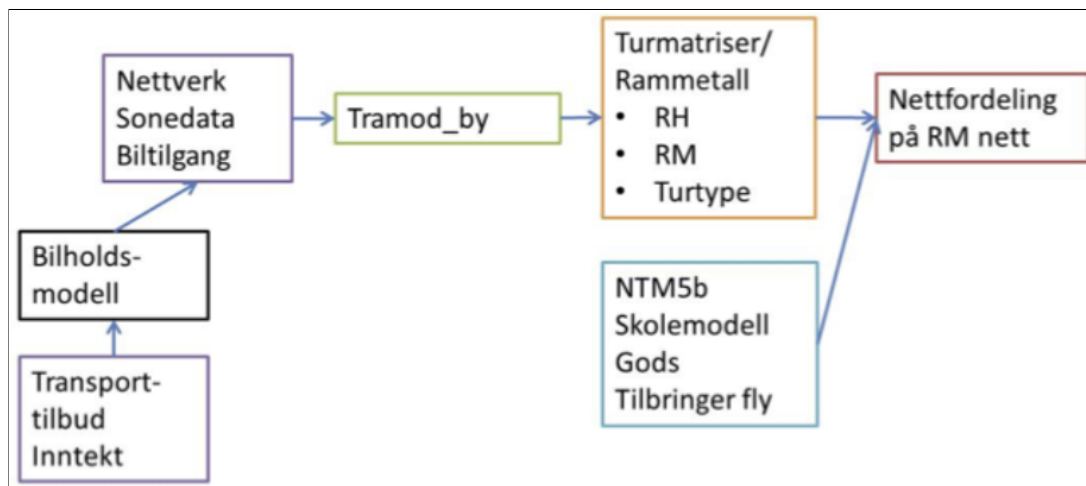 Transport-
tilbud
Inntekt
Bilholds-
modell
Nettverk
Sonedata
Biltilgang
Tramod_by
Turmatriser/
Rammetall
• RH
• RM
• Turtype
NTM5b
Skolemodell
Gods
Tilbringer fly
Nettfordeling
på RM nett